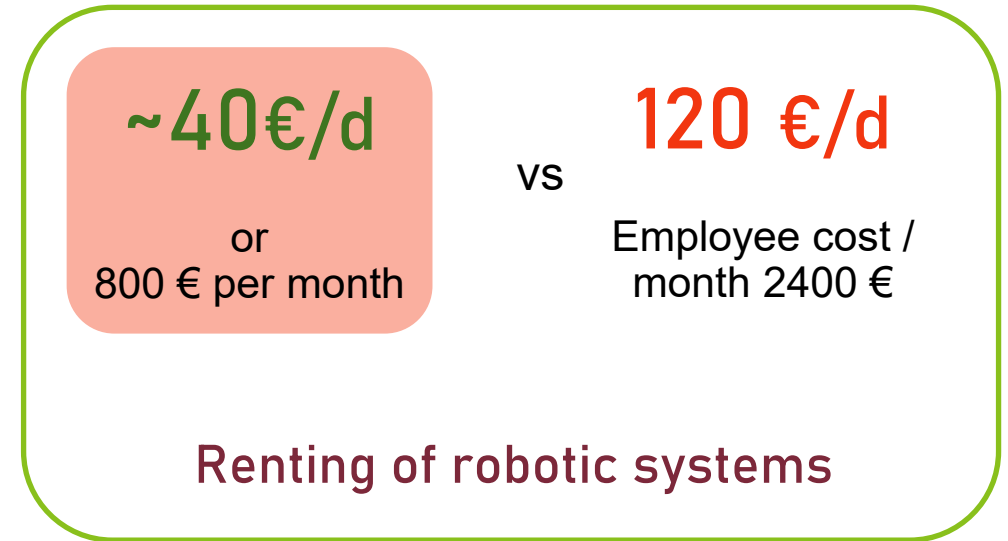 ~40€/d
or
800 € per month
vs
120 €/d
Employee cost /
month 2400 €
Renting of robotic systems